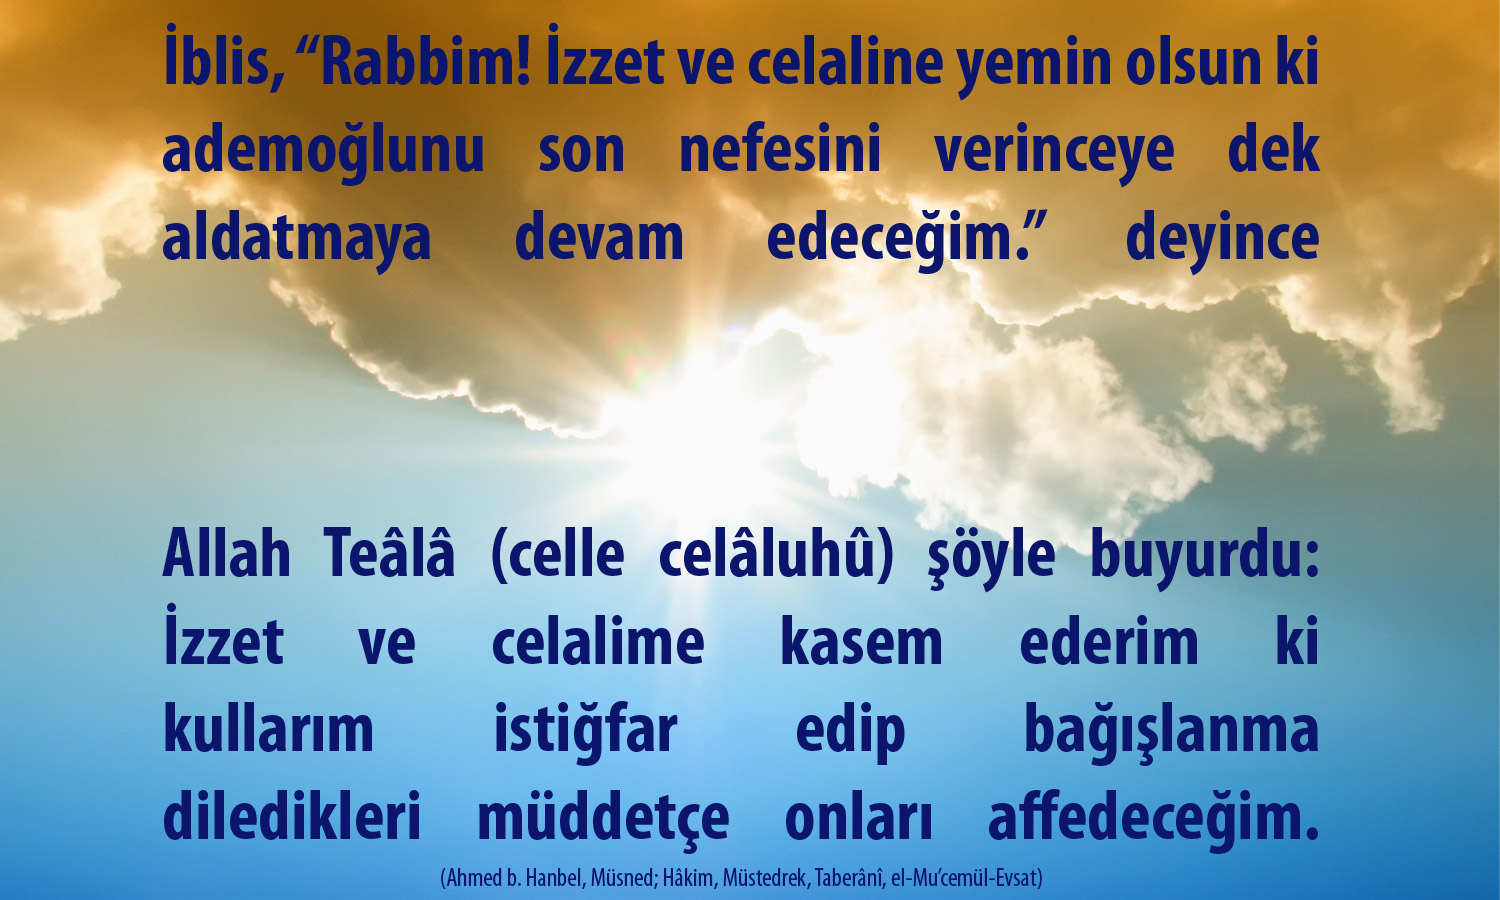 İblis, “Rabbim! İzzet ve celaline yemin olsun ki
ademoğlunu son nefesini verinceye dek
aldatmaya devam edeceğim.” deyince
Allah Teâlâ (celle celâluhû) şöyle buyurdu:
İzzet ve celalime kasem ederim ki
kullarım istiğfar edip bağışlanma
diledikleri müddetçe onları affedeceğim.
(Ahmed b. Hanbel, Müsned; Hâkim, Müstedrek, Taberânî, el-Mu’cemül-Evsat)